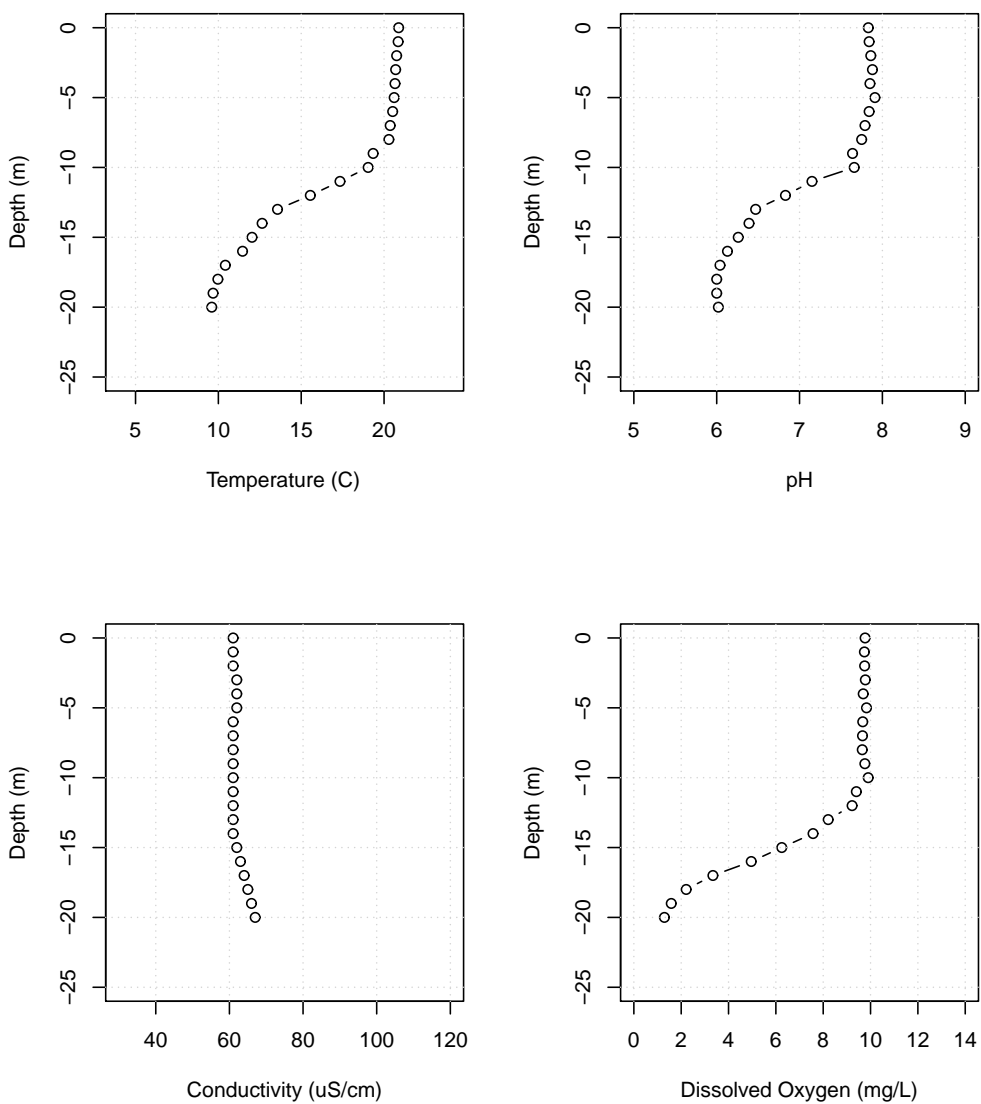 0
−5
−10
−15
−20
−25
Depth (m)
5 10 15 20
Temperature (C)
0
−5
−10
−15
−20
−25
Depth (m)
5 6 7 8 9
pH
0
−5
−10
−15
−20
−25
Depth (m)
40 60 80 100 120
Conductivity (uS/cm)
0
−5
−10
−15
−20
−25
Depth (m)
0 2 4 6 8 10 12 14
Dissolved Oxygen (mg/L)